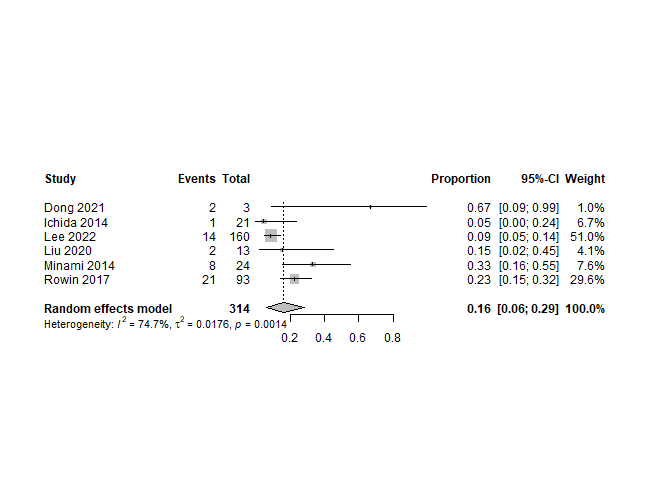 Study Events Total Proportion 95%-CI Weight
Dong 2021 2 3 0.67 [0.09; 0.99] 1.0%
Ichida 2014 1 21 0.05 [0.00; 0.24] 6.7%
Lee 2022 14 160 0.09 [0.05; 0.14] 51.0%
Liu 2020 2 13 0.15 [0.02; 0.45] 4.1%
Minami 2014 8 24 0.33 [0.16; 0.55] 7.6%
Rowin 2017 21 93 0.23 [0.15; 0.32] 29.6%
Random effects model 314 0.16 [0.06; 0.29] 100.0%
Heterogeneity: I² = 74.7%, τ² = 0.0176, p = 0.0014
0.2 0.4 0.6 0.8